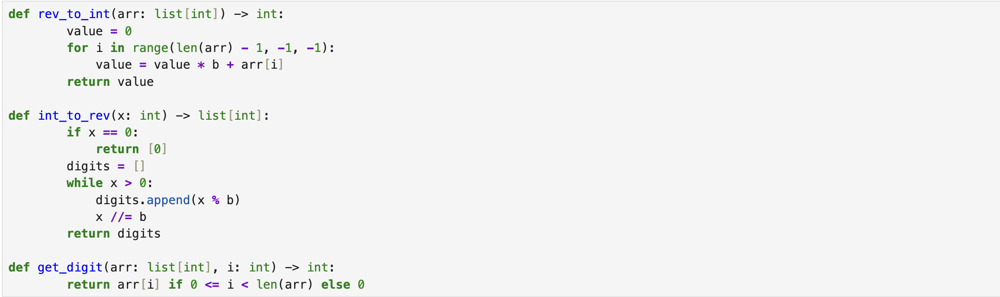 def rev_to_int(arr: list[int]) -> int:
        value = 0
        for i in range(len(arr) - 1, -1, -1):
            value = value * b + arr[i]
        return value

def int_to_rev(x: int) -> list[int]:
        if x == 0:
            return [0]
        digits = []
        while x > 0:
            digits.append(x % b)
            x //= b
        return digits

def get_digit(arr: list[int], i: int) -> int:
        return arr[i] if 0 <= i < len(arr) else 0